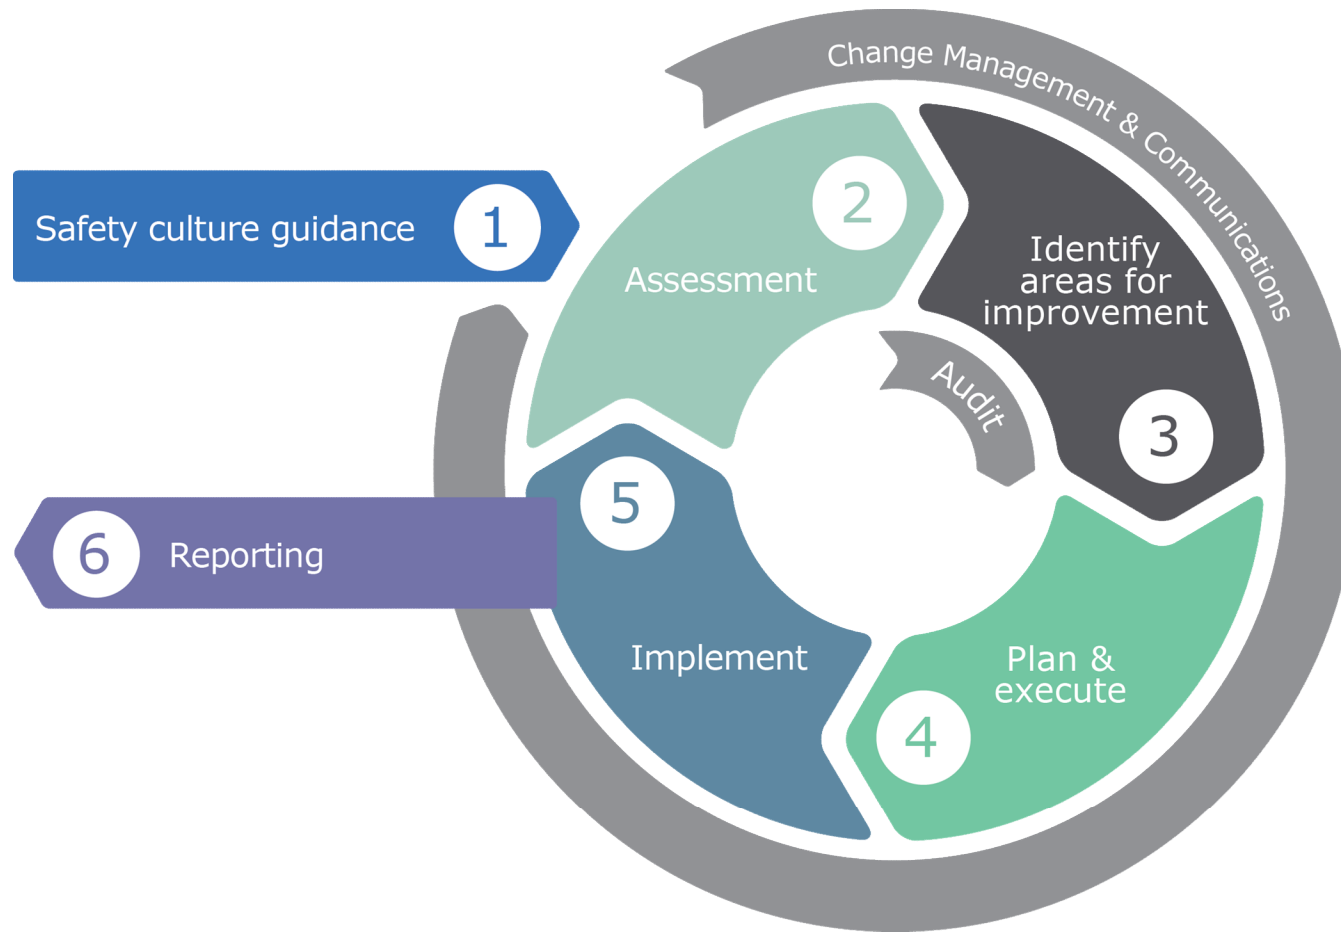 Change Management & Communications
Safety culture guidance
1
2
Assessment
Identify
areas for
improvement
3
Audit
Plan &
execute
4
5
Implement
6
Reporting